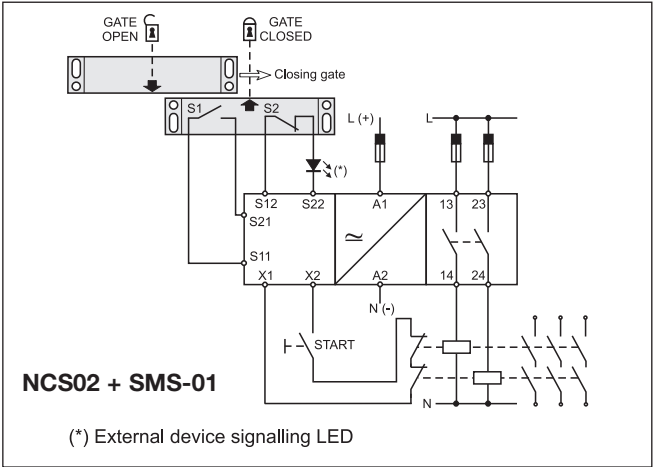 GATE OPEN
GATE CLOSED
Closing gate
S1
S2
L (+)
L
(*)
S12
S22
A1
13
23
S21
≃
S11
X1
X2
A2
14
24
N (-)
START
NCS02 + SMS-01
N
(*) External device signalling LED